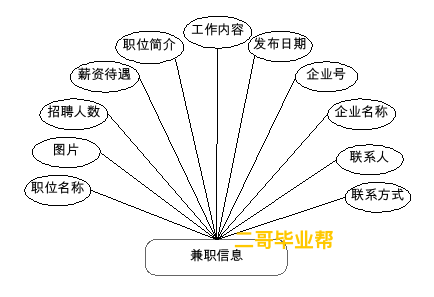 工作内容
职位简介
发布日期
薪资待遇
企业号
招聘人数
企业名称
图片
联系人
职位名称
联系方式
二哥毕业帮
兼职信息